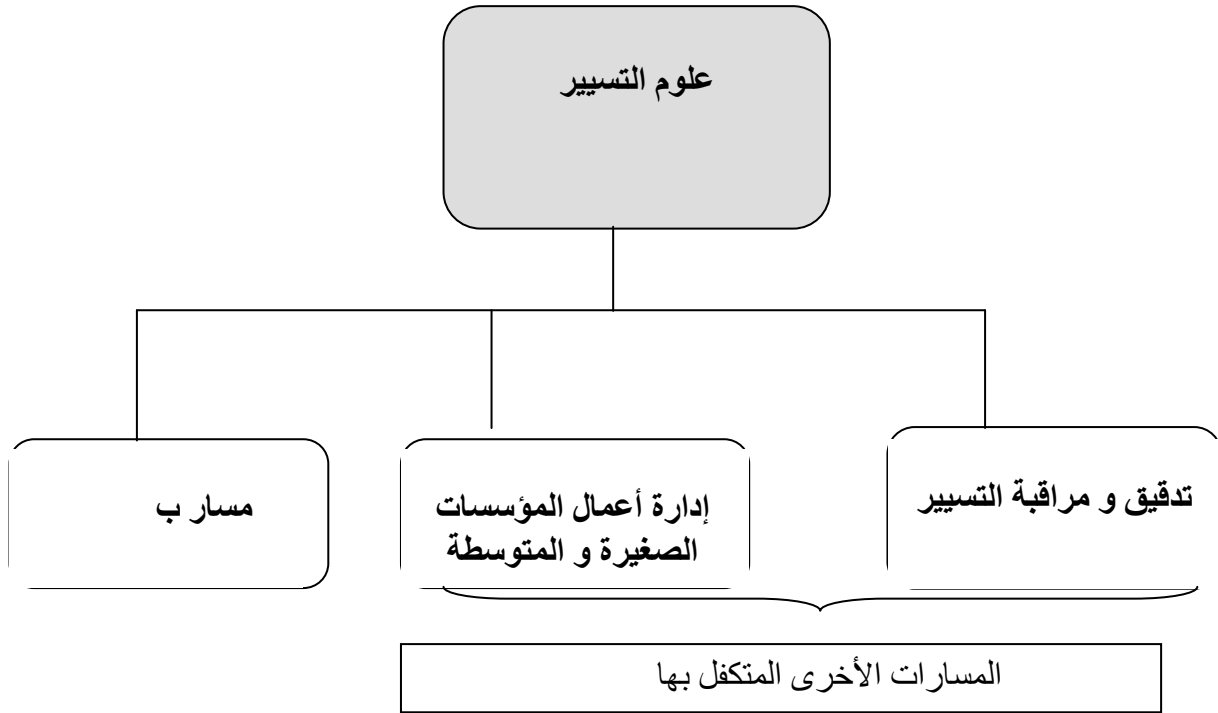 علوم التسيير
تدقيق و مراقبة التسيير
إدارة أعمال المؤسسات
الصغيرة و المتوسطة
مسار ب
المسارات الأخرى المتكفل بها